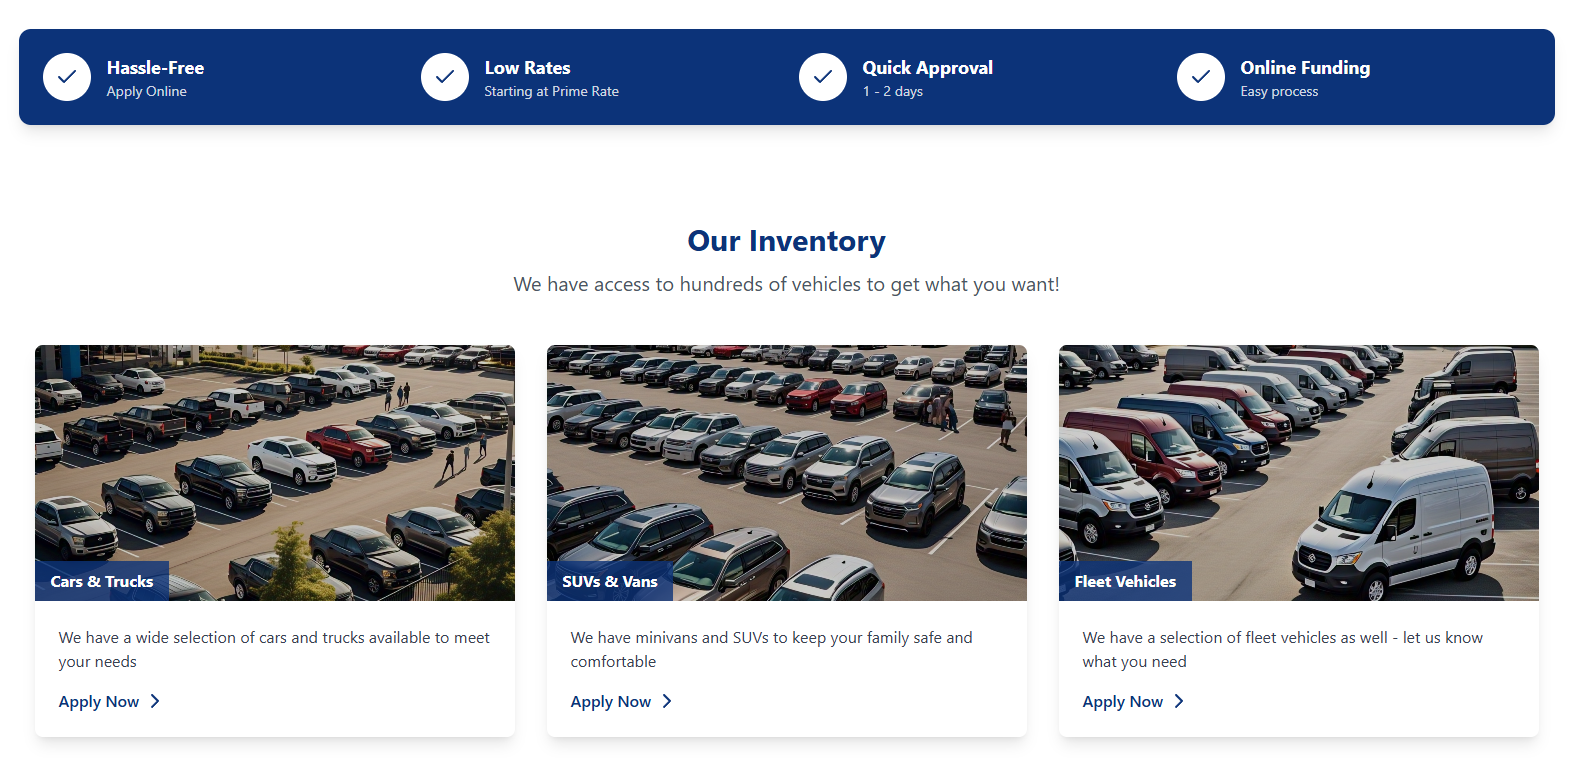 Hassle-Free
Apply Online
Low Rates
Starting at Prime Rate
Quick Approval
1 - 2 days
Online Funding
Easy process
Our Inventory
We have access to hundreds of vehicles to get what you want!
Cars & Trucks
We have a wide selection of cars and trucks available to meet
your needs
Apply Now
SUVs & Vans
We have minivans and SUVs to keep your family safe and
comfortable
Apply Now
Fleet Vehicles
We have a selection of fleet vehicles as well - let us know
what you need
Apply Now